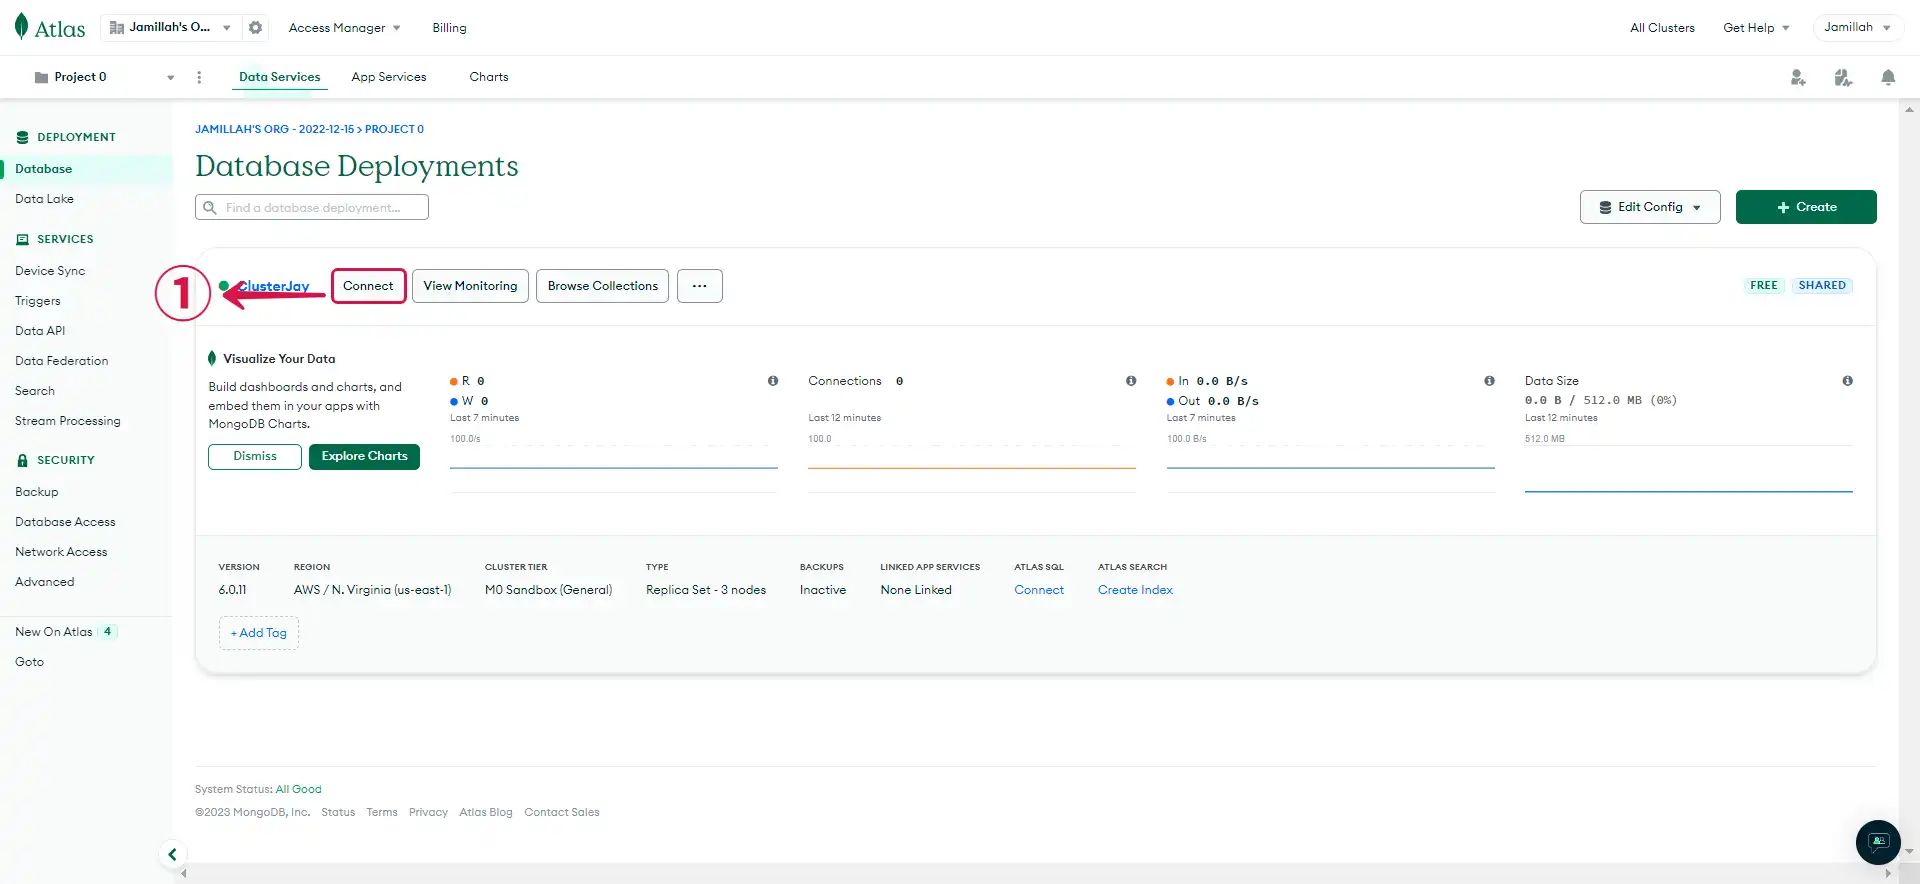 Atlas
Jamillah's O...
Access Manager
Billing
All Clusters
Get Help
Jamillah
Project 0
Data Services
App Services
Charts
DEPLOYMENT
Database
Data Lake
SERVICES
Device Sync
Triggers
Data API
Data Federation
Search
Stream Processing
SECURITY
Backup
Database Access
Network Access
Advanced
New On Atlas 4
Goto
JAMILLAH'S ORG - 2022-12-15 > PROJECT 0
Database Deployments
Find a database deployment...
Edit Config
+ Create
1
ClusterJay
Connect
View Monitoring
Browse Collections
...
FREE
SHARED
Visualize Your Data
Build dashboards and charts, and
embed them in your apps with
MongoDB Charts.
Dismiss
Explore Charts
R 0
W 0
Last 7 minutes
100.0/s
Connections 0
Last 12 minutes
100.0
In 0.0 B/s
Out 0.0 B/s
Last 7 minutes
100.0 B/s
Data Size
0.0 B / 512.0 MB (0%)
Last 12 minutes
512.0 MB
VERSION
6.0.11
REGION
AWS / N. Virginia (us-east-1)
CLUSTER TIER
M0 Sandbox (General)
TYPE
Replica Set - 3 nodes
BACKUPS
Inactive
LINKED APP SERVICES
None Linked
ATLAS SQL
Connect
ATLAS SEARCH
Create Index
+ Add Tag
System Status: All Good
©2023 MongoDB, Inc. Status Terms Privacy Atlas Blog Contact Sales